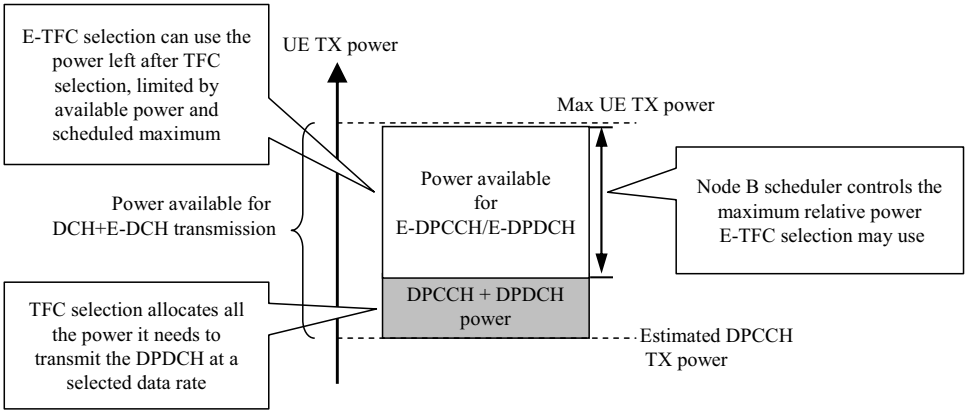 E-TFC selection can use the
power left after TFC
selection, limited by
available power and
scheduled maximum
UE TX power
Max UE TX power
Power available
for
E-DPCCH/E-DPDCH
Node B scheduler controls the
maximum relative power
E-TFC selection may use
Power available for
DCH+E-DCH transmission
TFC selection allocates all
the power it needs to
transmit the DPDCH at a
selected data rate
DPCCH + DPDCH
power
Estimated DPCCH
TX power